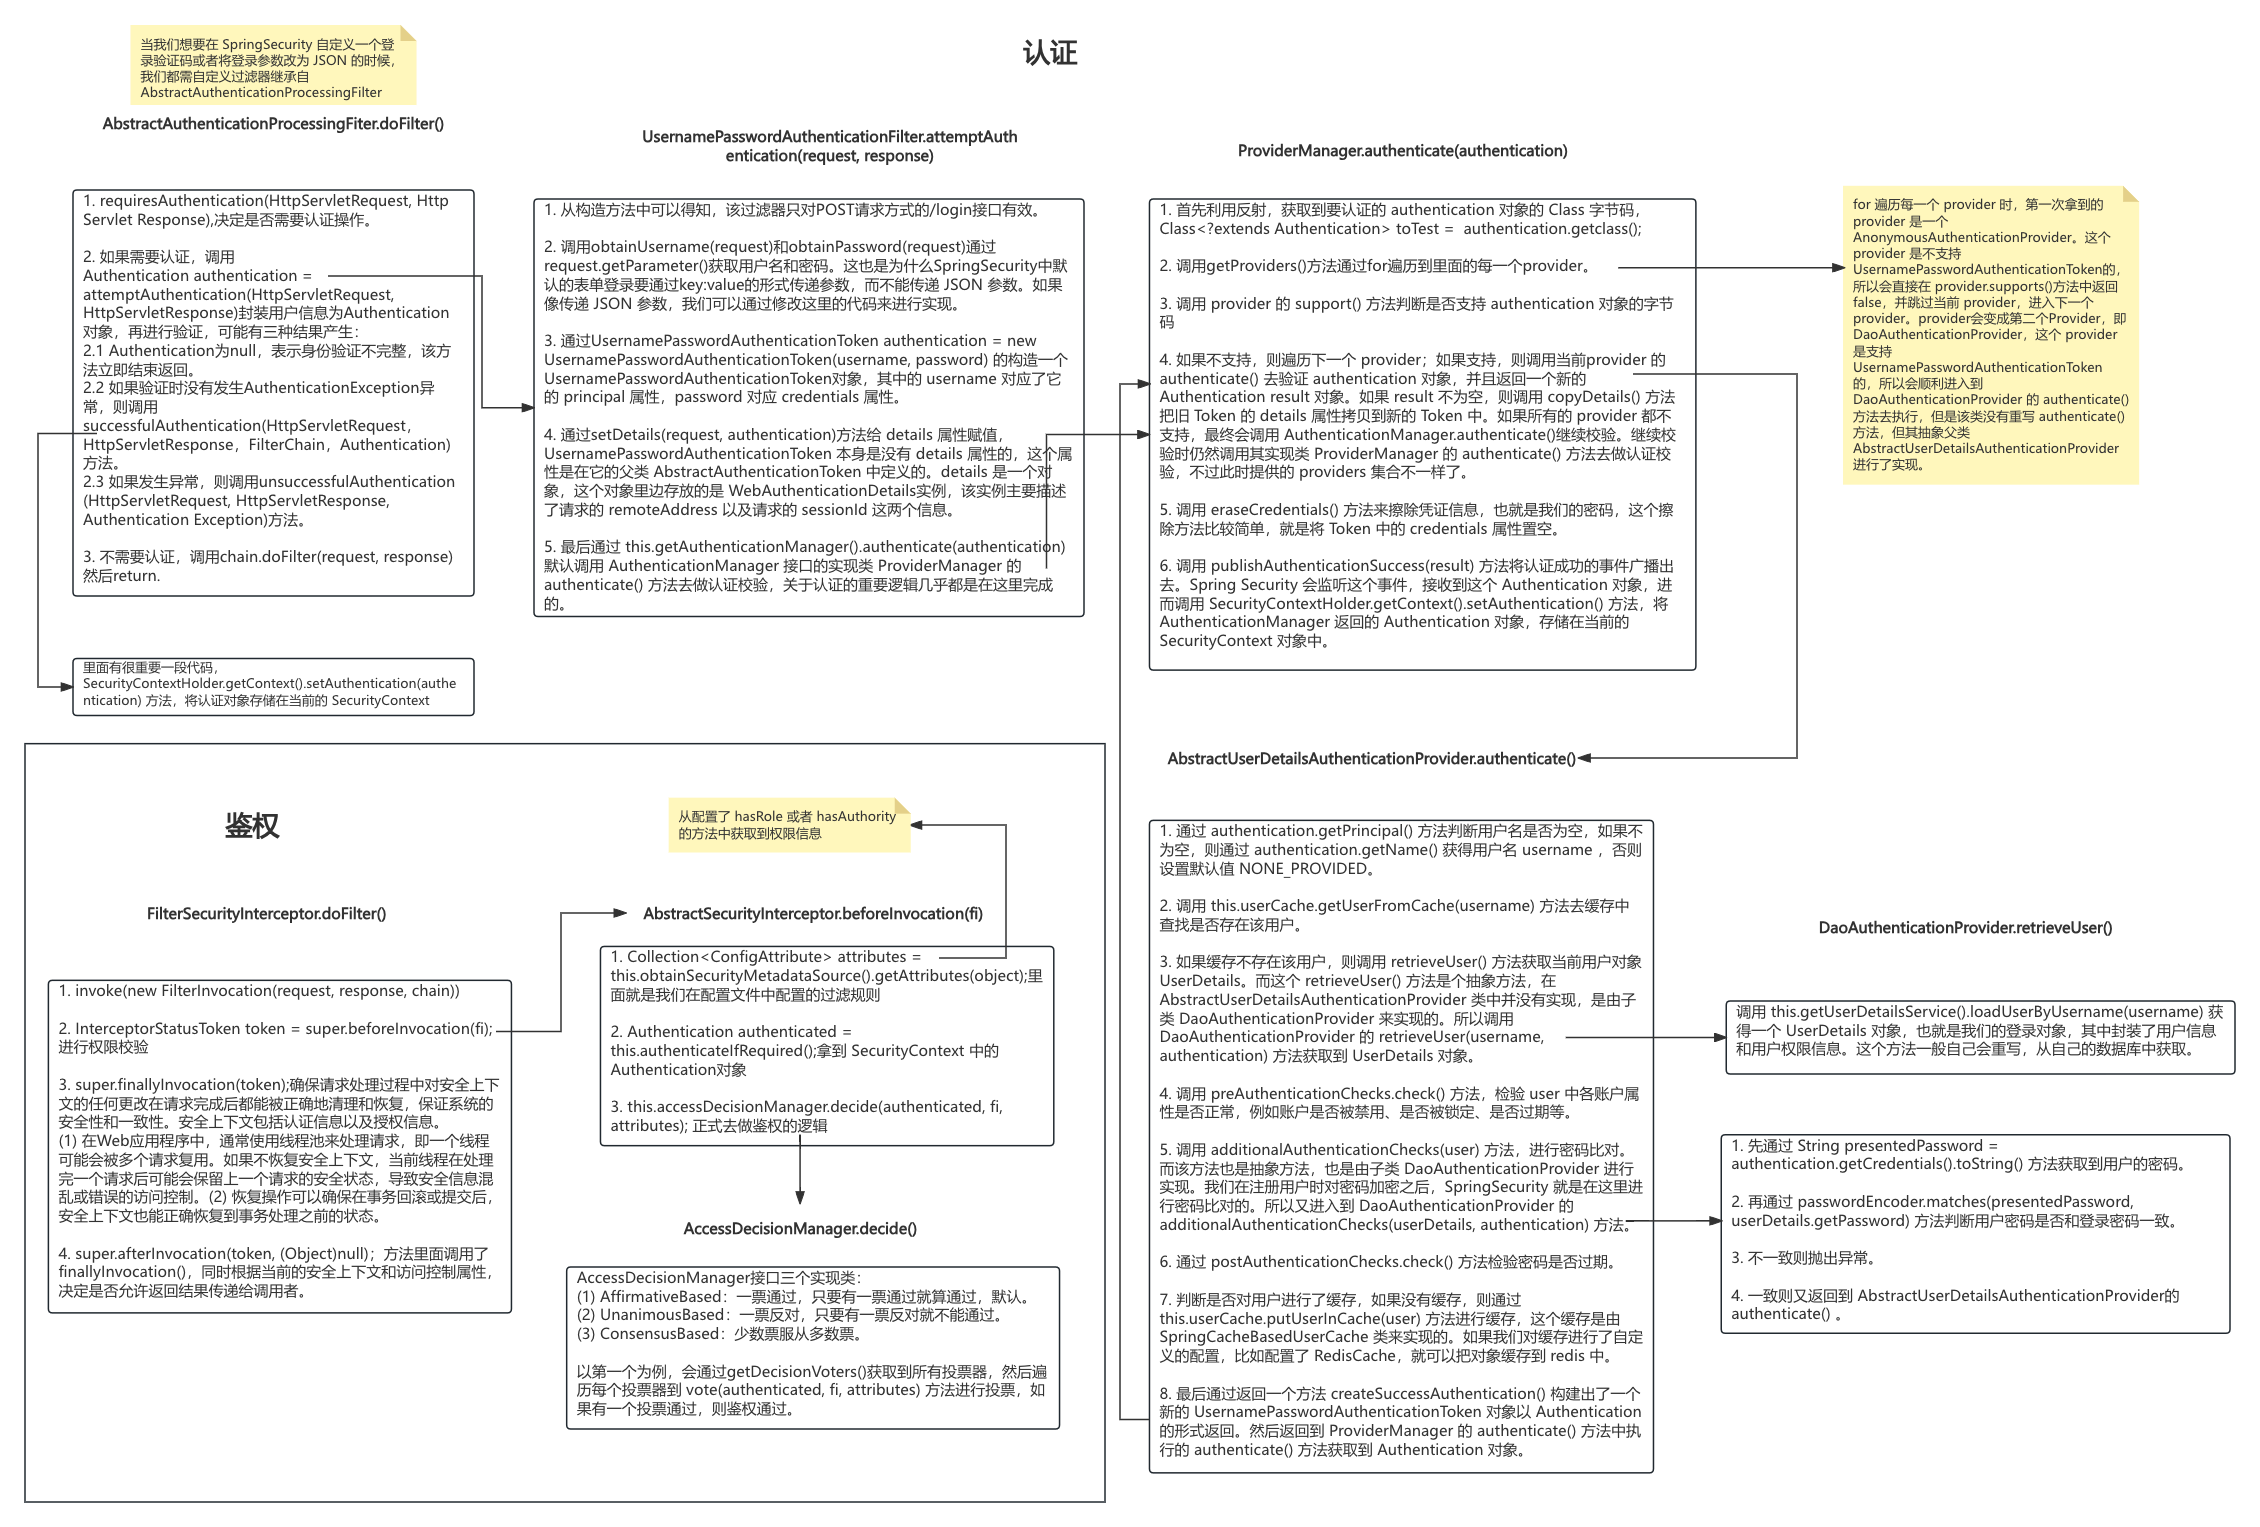 当我们想要在 SpringSecurity 自定义一个登
录验证码或者将登录参数改为 JSON 的时候，
我们都需自定义过滤器继承自
AbstractAuthenticationProcessingFilter
认证
AbstractAuthenticationProcessingFiter.doFilter()
1. requiresAuthentication(HttpServletRequest, Http
Servlet Response),决定是否需要认证操作。
2. 如果需要认证，调用
Authentication authentication =
attemptAuthentication(HttpServletRequest,
HttpServletResponse)封装用户信息为Authentication
对象，再进行验证，可能有三种结果产生：
2.1 Authentication为null，表示身份验证不完整，该方
法立即结束返回。
2.2 如果验证时没有发生AuthenticationException异
常，则调用
successfulAuthentication(HttpServletRequest，
HttpServletResponse，FilterChain，Authentication)
方法。
2.3 如果发生异常，则调用unsuccessfulAuthentication
(HttpServletRequest, HttpServletResponse,
Authentication Exception)方法。
3. 不需要认证，调用chain.doFilter(request, response)
然后return.
里面有很重要一段代码，
SecurityContextHolder.getContext().setAuthentication(authe
ntication) 方法，将认证对象存储在当前的 SecurityContext
UsernamePasswordAuthenticationFilter.attemptAuth
entication(request, response)
1. 从构造方法中可以得知，该过滤器只对POST请求方式的/login接口有效。
2. 调用obtainUsername(request)和obtainPassword(request)通过
request.getParameter()获取用户名和密码。这也是为什么SpringSecurity中默
认的表单登录要通过key:value的形式传递参数，而不能传递 JSON 参数。如果
像传递 JSON 参数，我们可以通过修改这里的代码来进行实现。
3. 通过UsernamePasswordAuthenticationToken authentication = new
UsernamePasswordAuthenticationToken(username, password) 的构造一个
UsernamePasswordAuthenticationToken对象，其中的 username 对应了它
的 principal 属性，password 对应 credentials 属性。
4. 通过setDetails(request, authentication)方法给 details 属性赋值，
UsernamePasswordAuthenticationToken 本身是没有 details 属性的，这个属
性是在它的父类 AbstractAuthenticationToken 中定义的。details 是一个对
象，这个对象里边存放的是 WebAuthenticationDetails实例，该实例主要描述
了请求的 remoteAddress 以及请求的 sessionId 这两个信息。
5. 最后通过 this.getAuthenticationManager().authenticate(authentication)
默认调用 AuthenticationManager 接口的实现类 ProviderManager 的
authenticate() 方法去做认证校验，关于认证的重要逻辑几乎都是在这里完成
的。
ProviderManager.authenticate(authentication)
1. 首先利用反射，获取到要认证的 authentication 对象的 Class 字节码，
Class<?extends Authentication> toTest =  authentication.getclass();
2. 调用getProviders()方法通过for遍历到里面的每一个provider。
3. 调用 provider 的 support() 方法判断是否支持 authentication 对象的字节
码
4. 如果不支持，则遍历下一个 provider；如果支持，则调用当前provider 的
authenticate() 去验证 authentication 对象，并且返回一个新的
Authentication result 对象。如果 result 不为空，则调用 copyDetails() 方法
把旧 Token 的 details 属性拷贝到新的 Token 中。如果所有的 provider 都不
支持，最终会调用 AuthenticationManager.authenticate()继续校验。继续校
验时仍然调用其实现类 ProviderManager 的 authenticate() 方法去做认证校
验，不过此时提供的 providers 集合不一样了。
5. 调用 eraseCredentials() 方法来擦除凭证信息，也就是我们的密码，这个擦
除方法比较简单，就是将 Token 中的 credentials 属性置空。
6. 调用 publishAuthenticationSuccess(result) 方法将认证成功的事件广播出
去。Spring Security 会监听这个事件，接收到这个 Authentication 对象，进
而调用 SecurityContextHolder.getContext().setAuthentication() 方法，将
AuthenticationManager 返回的 Authentication 对象，存储在当前的
SecurityContext 对象中。
for 遍历每一个 provider 时，第一次拿到的
provider 是一个
AnonymousAuthenticationProvider。这个
provider 是不支持
UsernamePasswordAuthenticationToken的，
所以会直接在 provider.supports()方法中返回
false，并跳过当前 provider，进入下一个
provider。provider会变成第二个Provider，即
DaoAuthenticationProvider，这个 provider
是支持
UsernamePasswordAuthenticationToken
的，所以会顺利进入到
DaoAuthenticationProvider 的 authenticate()
方法去执行，但是该类没有重写 authenticate()
方法，但其抽象父类
AbstractUserDetailsAuthenticationProvider
进行了实现。
AbstractUserDetailsAuthenticationProvider.authenticate()
1. 通过 authentication.getPrincipal() 方法判断用户名是否为空，如果不
为空，则通过 authentication.getName() 获得用户名 username ，否则
设置默认值 NONE_PROVIDED。
2. 调用 this.userCache.getUserFromCache(username) 方法去缓存中
查找是否存在该用户。
3. 如果缓存不存在该用户，则调用 retrieveUser() 方法获取当前用户对象
UserDetails。而这个 retrieveUser() 方法是个抽象方法，在
AbstractUserDetailsAuthenticationProvider 类中并没有实现，是由子
类 DaoAuthenticationProvider 来实现的。所以调用
DaoAuthenticationProvider 的 retrieveUser(username,
authentication) 方法获取到 UserDetails 对象。
4. 调用 preAuthenticationChecks.check() 方法，检验 user 中各账户属
性是否正常，例如账户是否被禁用、是否被锁定、是否过期等。
5. 调用 additionalAuthenticationChecks(user) 方法，进行密码比对。
而该方法也是抽象方法，也是由子类 DaoAuthenticationProvider 进行
实现。我们在注册用户时对密码加密之后，SpringSecurity 就是在这里进
行密码比对的。所以又进入到 DaoAuthenticationProvider 的
additionalAuthenticationChecks(userDetails, authentication) 方法。
6. 通过 postAuthenticationChecks.check() 方法检验密码是否过期。
7. 判断是否对用户进行了缓存，如果没有缓存，则通过
this.userCache.putUserInCache(user) 方法进行缓存，这个缓存是由
SpringCacheBasedUserCache 类来实现的。如果我们对缓存进行了自定
义的配置，比如配置了 RedisCache，就可以把对象缓存到 redis 中。
8. 最后通过返回一个方法 createSuccessAuthentication() 构建出了一个
新的 UsernamePasswordAuthenticationToken 对象以 Authentication
的形式返回。然后返回到 ProviderManager 的 authenticate() 方法中执
行的 authenticate() 方法获取到 Authentication 对象。
DaoAuthenticationProvider.retrieveUser()
调用 this.getUserDetailsService().loadUserByUsername(username) 获
得一个 UserDetails 对象，也就是我们的登录对象，其中封装了用户信息
和用户权限信息。这个方法一般自己会重写，从自己的数据库中获取。
1. 先通过 String presentedPassword =
authentication.getCredentials().toString() 方法获取到用户的密码。
2. 再通过 passwordEncoder.matches(presentedPassword,
userDetails.getPassword) 方法判断用户密码是否和登录密码一致。
3. 不一致则抛出异常。
4. 一致则又返回到 AbstractUserDetailsAuthenticationProvider的
authenticate() 。
鉴权
FilterSecurityInterceptor.doFilter()
1. invoke(new FilterInvocation(request, response, chain))
2. InterceptorStatusToken token = super.beforeInvocation(fi);
进行权限校验
3. super.finallyInvocation(token);确保请求处理过程中对安全上下
文的任何更改在请求完成后都能被正确地清理和恢复，保证系统的
安全性和一致性。安全上下文包括认证信息以及授权信息。
(1) 在Web应用程序中，通常使用线程池来处理请求，即一个线程
可能会被多个请求复用。如果不恢复安全上下文，当前线程在处理
完一个请求后可能会保留上一个请求的安全状态，导致安全信息混
乱或错误的访问控制。(2) 恢复操作可以确保在事务回滚或提交后，
安全上下文也能正确恢复到事务处理之前的状态。
4. super.afterInvocation(token, (Object)null)；方法里面调用了
finallyInvocation()，同时根据当前的安全上下文和访问控制属性，
决定是否允许返回结果传递给调用者。
从配置了 hasRole 或者 hasAuthority
的方法中获取到权限信息
AbstractSecurityInterceptor.beforeInvocation(fi)
1. Collection<ConfigAttribute> attributes =
this.obtainSecurityMetadataSource().getAttributes(object);里
面就是我们在配置文件中配置的过滤规则
2. Authentication authenticated =
this.authenticateIfRequired();拿到 SecurityContext 中的
Authentication对象
3. this.accessDecisionManager.decide(authenticated, fi,
attributes); 正式去做鉴权的逻辑
AccessDecisionManager.decide()
AccessDecisionManager接口三个实现类：
(1) AffirmativeBased：一票通过，只要有一票通过就算通过，默认。
(2) UnanimousBased：一票反对，只要有一票反对就不能通过。
(3) ConsensusBased：少数票服从多数票。
以第一个为例，会通过getDecisionVoters()获取到所有投票器，然后遍
历每个投票器到 vote(authenticated, fi, attributes) 方法进行投票，如
果有一个投票通过，则鉴权通过。